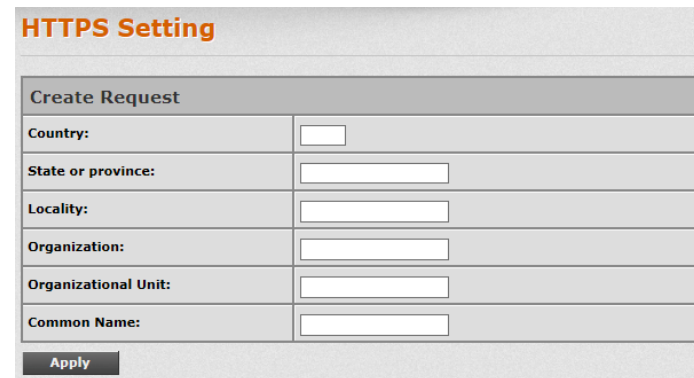 HTTPS Setting
Create Request
Country:
State or province:
Locality:
Organization:
Organizational Unit:
Common Name:
Apply